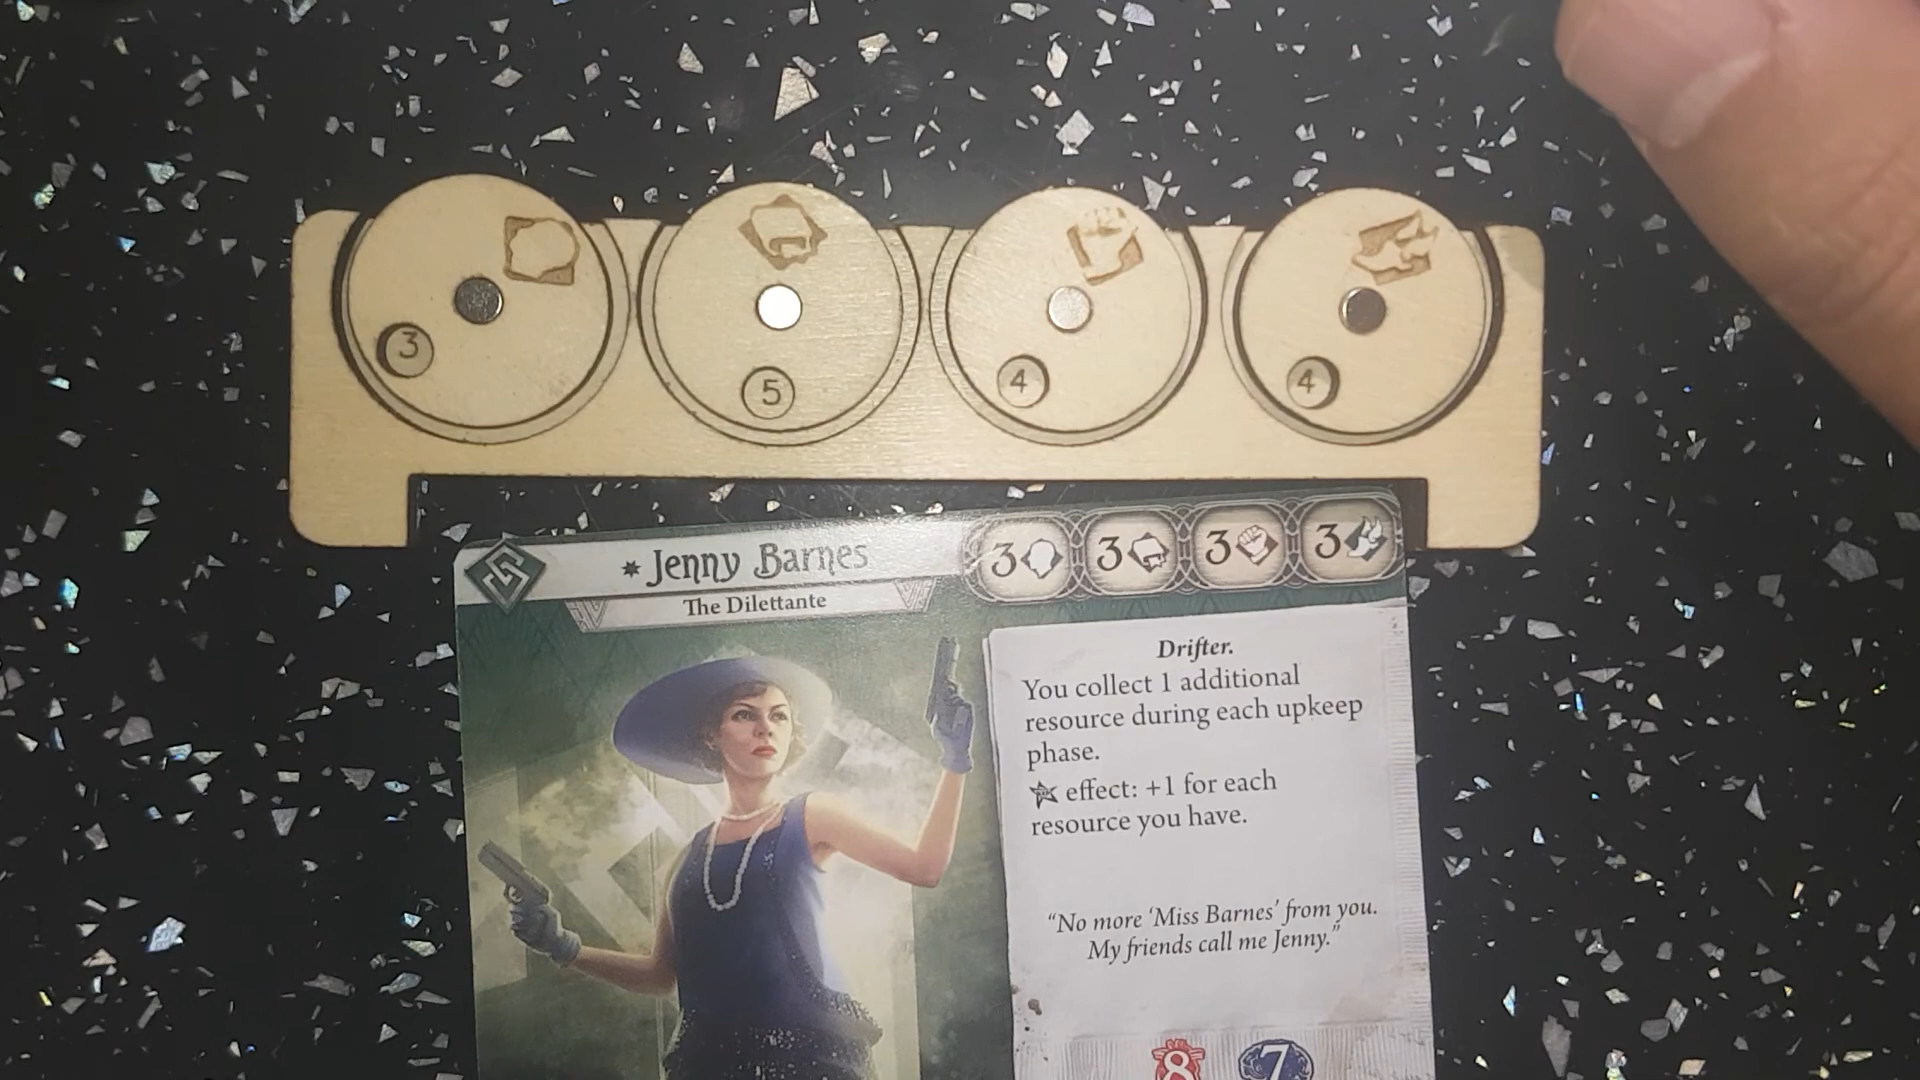 3 5 4 4
Jenny Barnes 3 3 3 3
The Dilettante
Drifter.
You collect 1 additional
resource during each upkeep
phase.
effect: +1 for each
resource you have.
“No more ‘Miss Barnes’ from you.
My friends call me Jenny.”
8 7